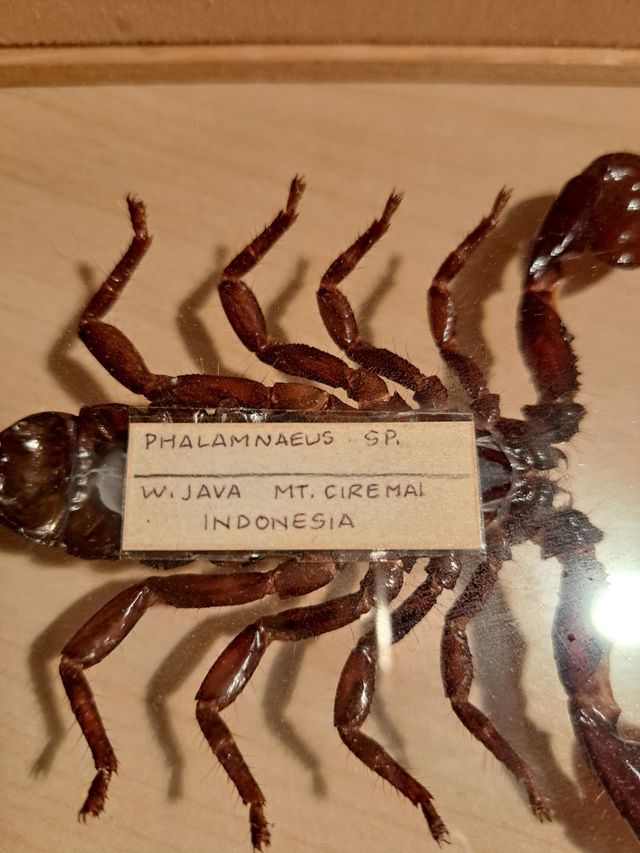 PHALAMNAEUS SP.
W. JAVA MT. CIREMAI
INDONESIA